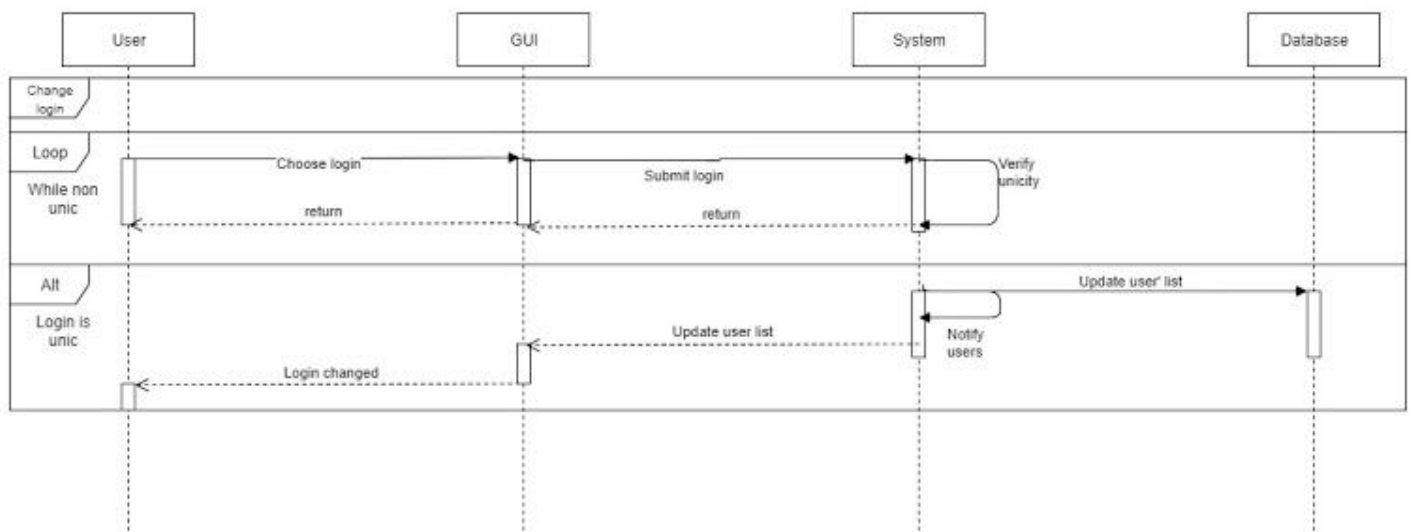 User
GUI
System
Database
Change
login
Loop
While non
unic
Choose login
Submit login
Verify
unicity
return
return
Alt
Login is
unic
Update user' list
Notify
users
Update user list
Login changed